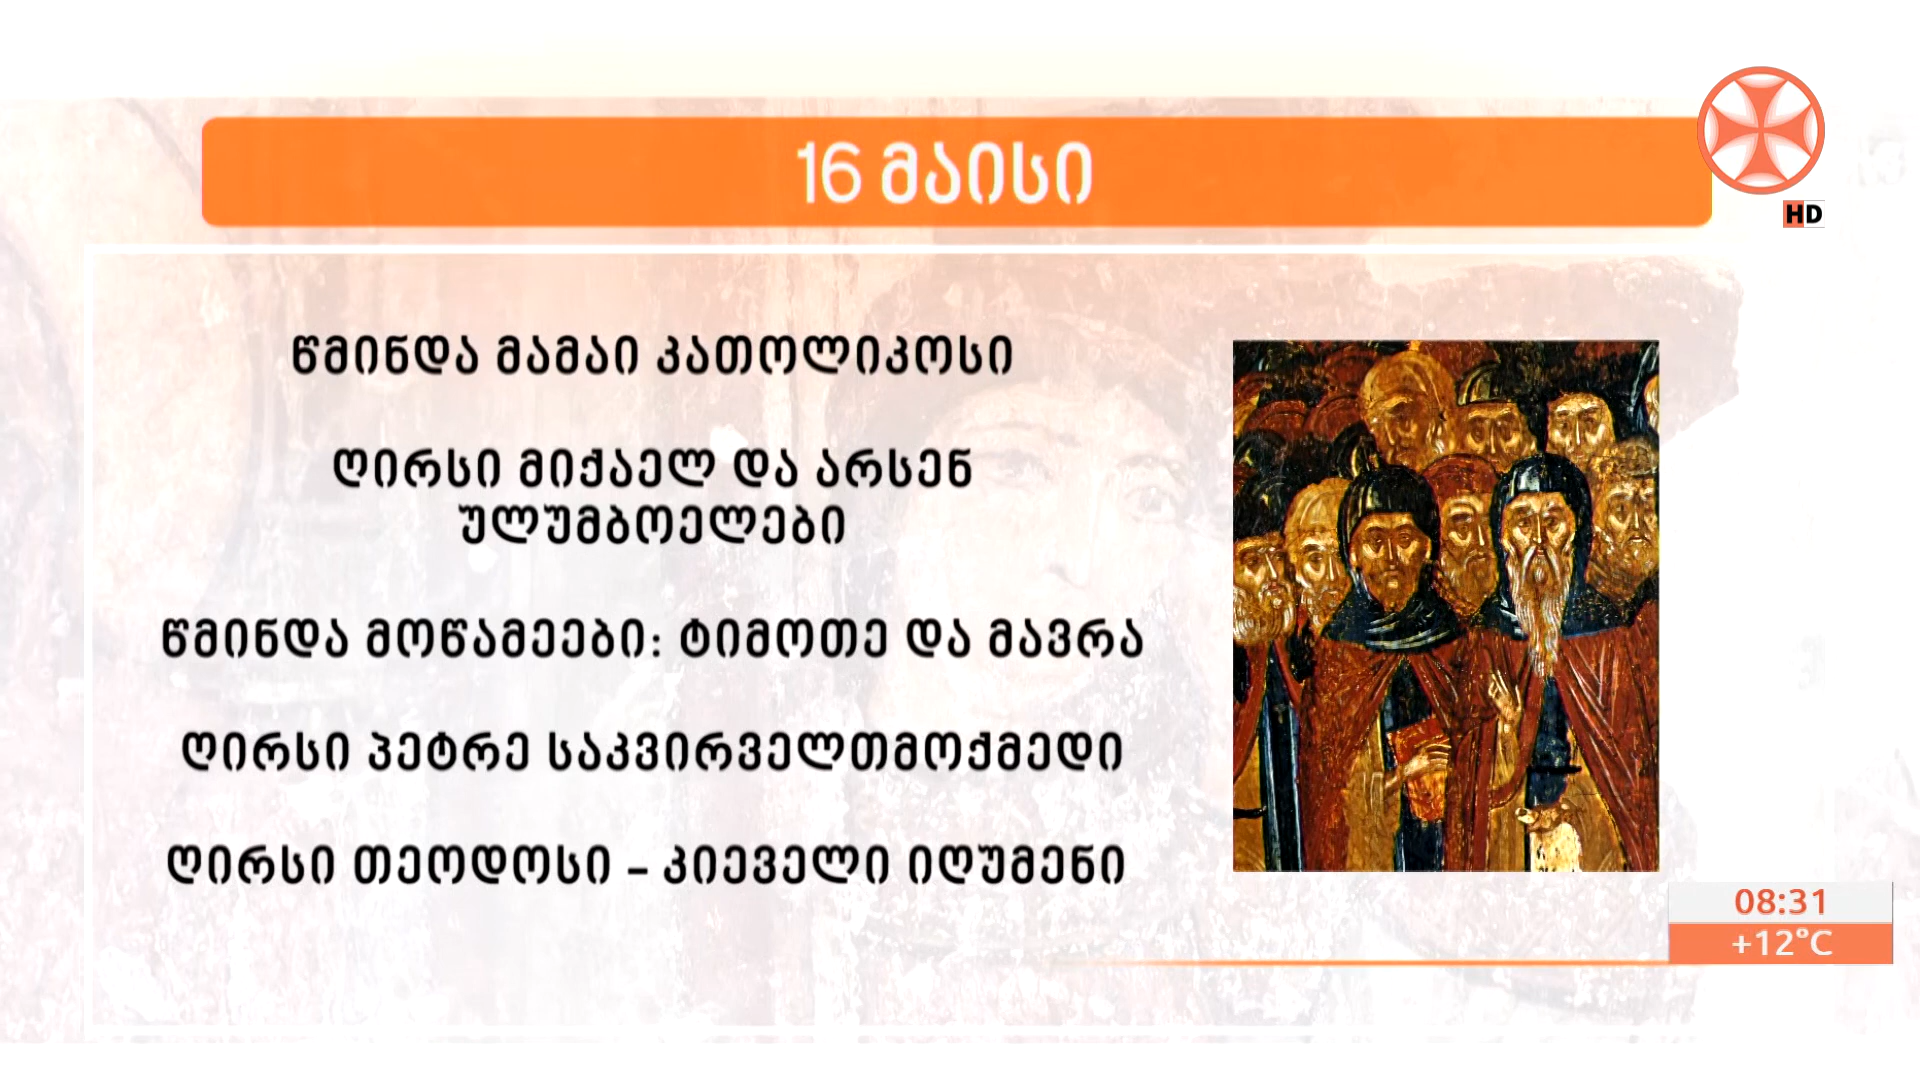 16 მაისი
HD
წმინდა მამაი კათოლიკოსი
ღირსი მიქაელ და არსენ
ულუმბოელები
წმინდა მოწამეები: ტიმოთე და მავრა
ღირსი პეტრე საკვირველთმოქმედი
ღირსი თეოდოსი – კიეველი იღუმენი
08:31
+12°C